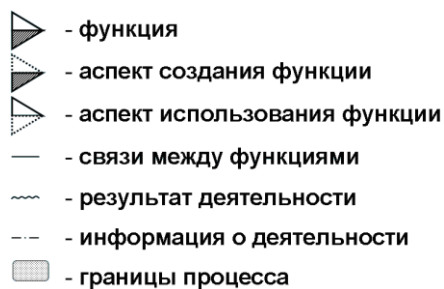 - функция
- аспект создания функции
- аспект использования функции
- связи между функциями
- результат деятельности
- информация о деятельности
- границы процесса